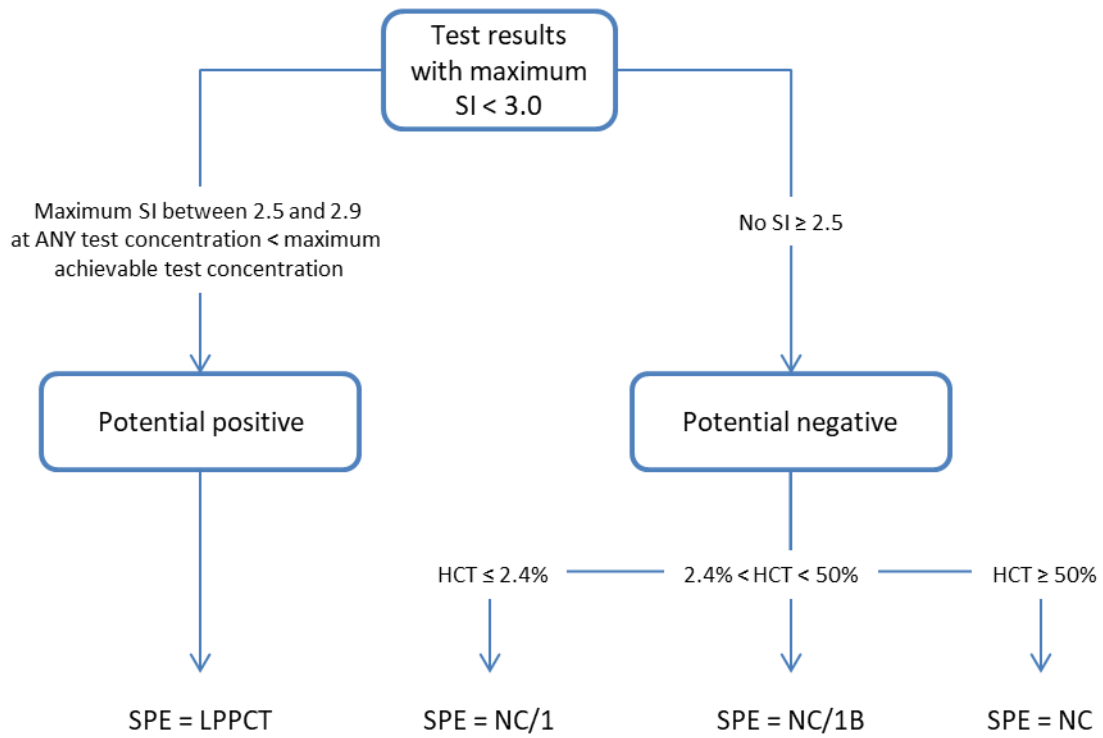 Test results
with maximum
SI < 3.0
Maximum SI between 2.5 and 2.9
at ANY test concentration < maximum
achievable test concentration
No SI ≥ 2.5
Potential positive
Potential negative
HCT ≤ 2.4%
2.4% < HCT < 50%
HCT ≥ 50%
SPE = LPPCT
SPE = NC/1
SPE = NC/1B
SPE = NC